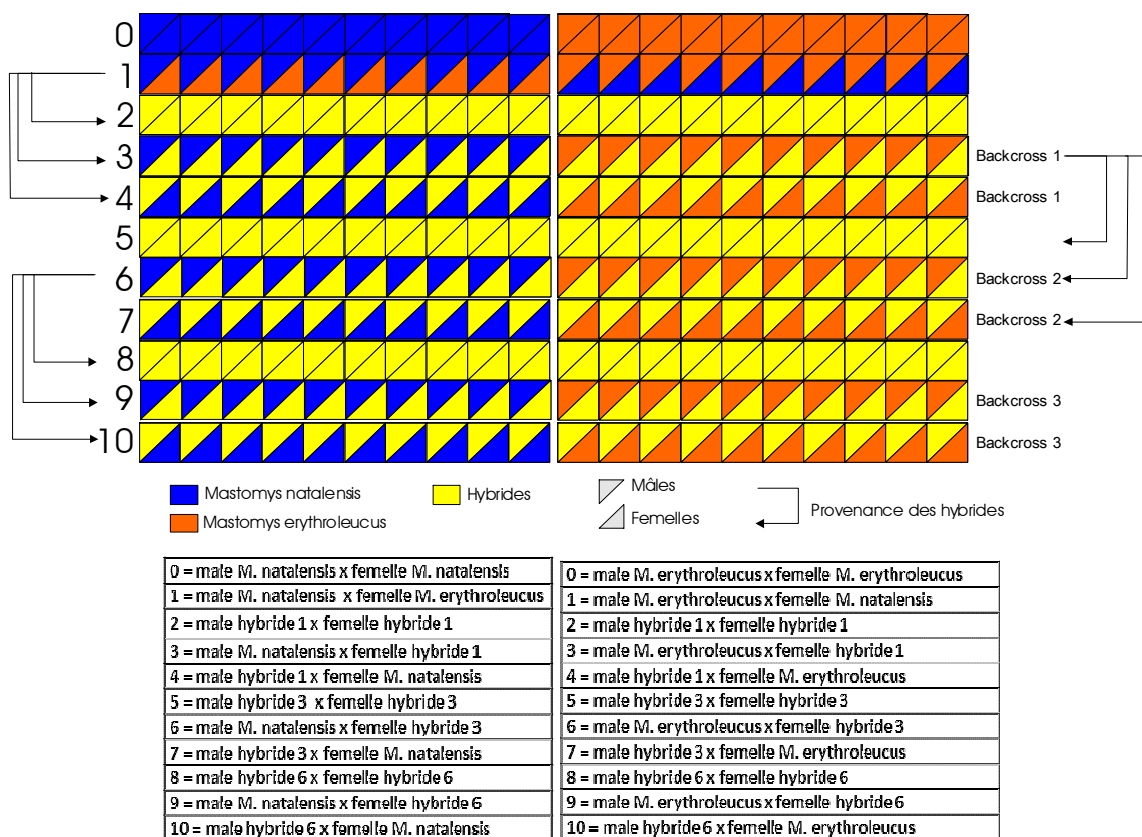 0
1
2
3
Backcross 1
4
Backcross 1
5
6
Backcross 2
7
Backcross 2
8
9
Backcross 3
10
Backcross 3
Mastomys natalensis
Hybrides
Mâles
Mastomys erythroleucus
Femelles
Provenance des hybrides
0 = male M. natalensis x femelle M. natalensis
1 = male M. natalensis x femelle M. erythroleucus
2 = male hybride 1 x femelle hybride 1
3 = male M. natalensis x femelle hybride 1
4 = male hybride 1 x femelle M. natalensis
5 = male hybride 3 x femelle hybride 3
6 = male M. natalensis x femelle hybride 3
7 = male hybride 3 x femelle M. natalensis
8 = male hybride 6 x femelle hybride 6
9 = male M. natalensis x femelle hybride 6
10 = male hybride 6 x femelle M. natalensis
0 = male M. erythroleucus x femelle M. erythroleucus
1 = male M. erythroleucus x femelle M. natalensis
2 = male hybride 1 x femelle hybride 1
3 = male M. erythroleucus x femelle hybride 1
4 = male hybride 1 x femelle M. erythroleucus
5 = male hybride 3 x femelle hybride 3
6 = male M. erythroleucus x femelle hybride 3
7 = male hybride 3 x femelle M. erythroleucus
8 = male hybride 6 x femelle hybride 6
9 = male M. erythroleucus x femelle hybride 6
10 = male hybride 6 x femelle M. erythroleucus